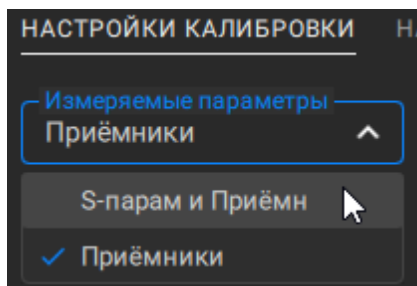 НАСТРОЙКИ КАЛИБРОВКИ Н
Измеряемые параметры
Приёмники
S-парам и Приёмн
Приёмники